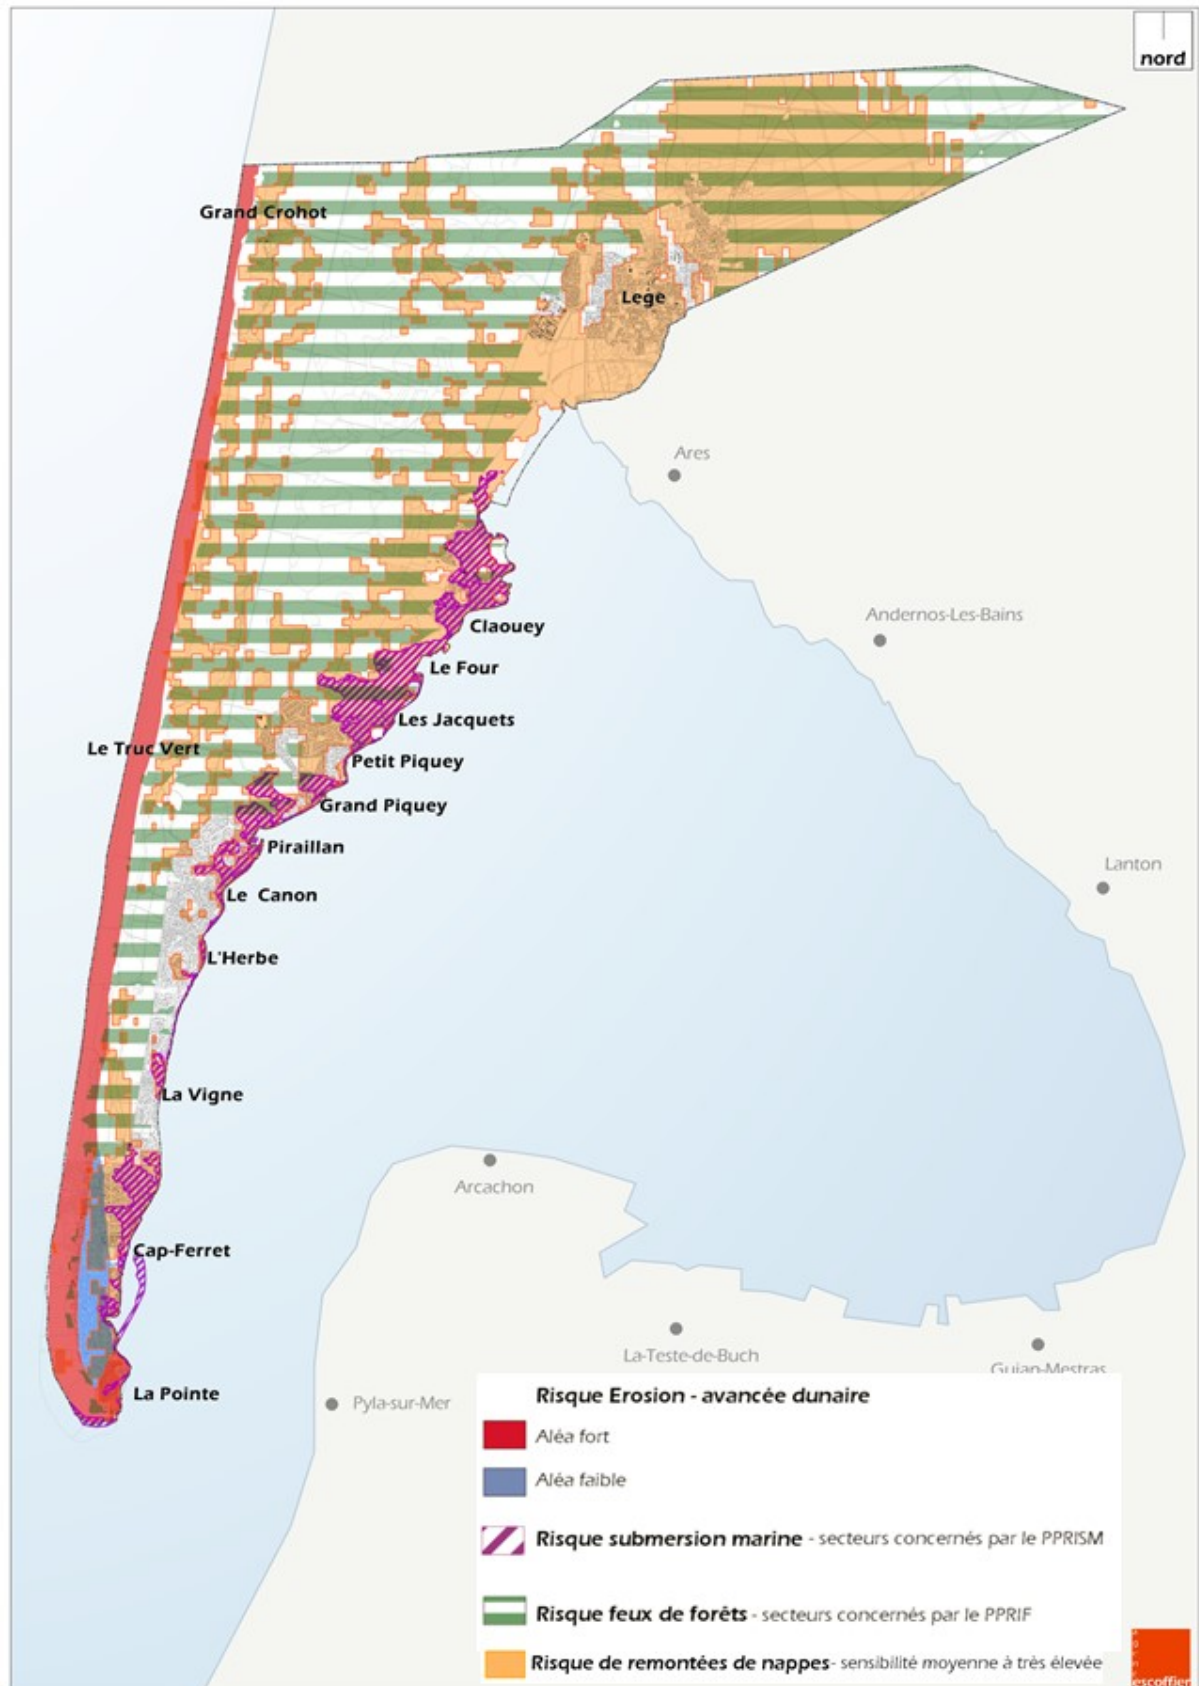 nord
Grand Crohot
Lege
Ares
Andernos-Les-Bains
Claouey
Le Four
Les Jacquets
Le Truc Vert
Petit Piquey
Grand Piquey
Piraillan
Lanton
Le Canon
L'Herbe
La Vigne
Arcachon
Cap-Ferret
La-Teste-de-Buch
Gujan-Mestras
La Pointe
Pyla-sur-Mer
Risque Erosion - avancée dunaire
Aléa fort
Aléa faible
Risque submersion marine - secteurs concernés par le PPRISM
Risque feux de forêts - secteurs concernés par le PPRIF
Risque de remontées de nappes- sensibilité moyenne à très élevée
escoffier